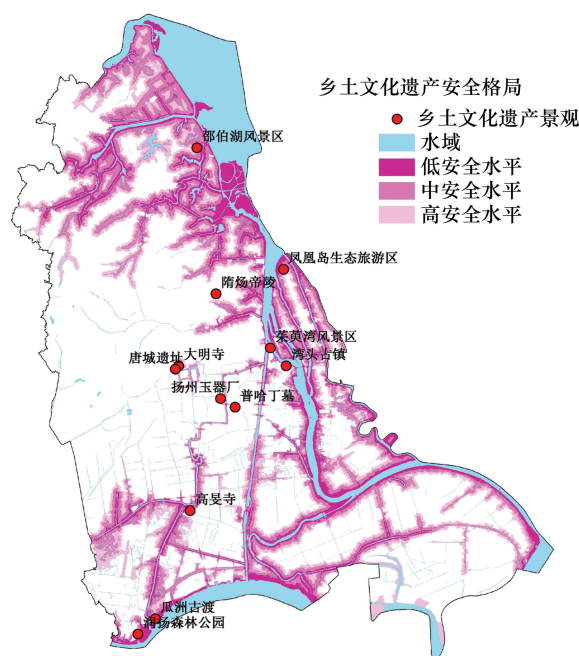 乡土文化遗产安全格局
乡土文化遗产景观
水域
低安全水平
中安全水平
高安全水平
邵伯湖风景区
凤凰岛生态旅游区
隋炀帝陵
茱萸湾风景区
唐城遗址 大明寺
湾头古镇
扬州玉器厂
普哈丁墓
高旻寺
瓜洲古渡
润扬森林公园